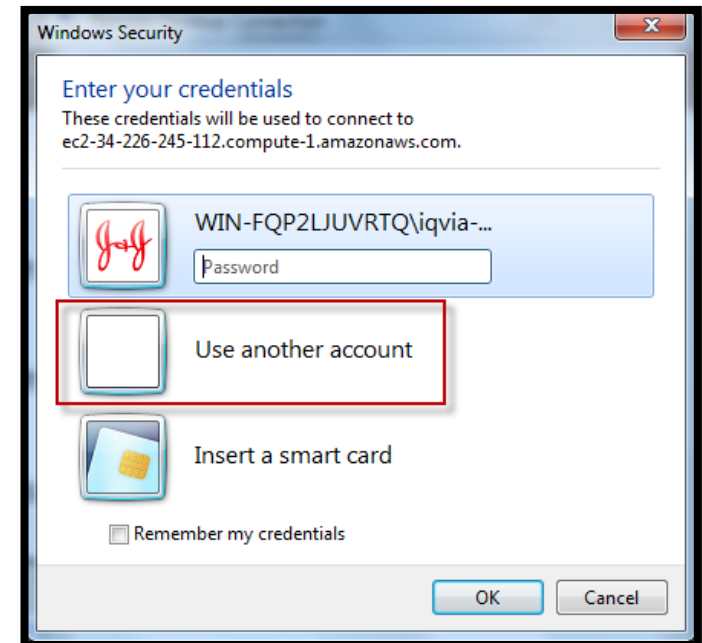 Windows Security
x
Enter your credentials
These credentials will be used to connect to
ec2-34-226-245-112.compute-1.amazonaws.com.
J&J
WIN-FQP2LJUVRTQ\iqvia-...
Password
Use another account
Insert a smart card
Remember my credentials
OK
Cancel